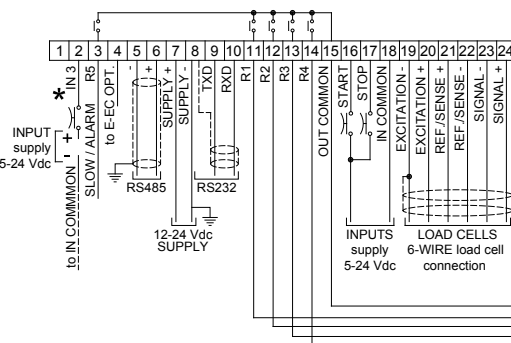 1 2 3 4 5 6 7 8 9 10 11 12 13 14 15 16 17 18 19 20 21 22 23 24
*
IN 3
R5
SLOW / ALARM
to E-EC OPT.
-
+
SUPPLY +
SUPPLY -
TXD
RXD
R1
R2
R3
R4
OUT COMMON
START
STOP
IN COMMON
EXCITATION -
EXCITATION +
REF./SENSE +
REF./SENSE -
SIGNAL -
SIGNAL +
INPUT
supply
5-24 Vdc
+
-
to IN COMMMON
RS485
RS232
12-24 Vdc
SUPPLY
INPUTS
supply
5-24 Vdc
LOAD CELLS
6-WIRE load cell
connection